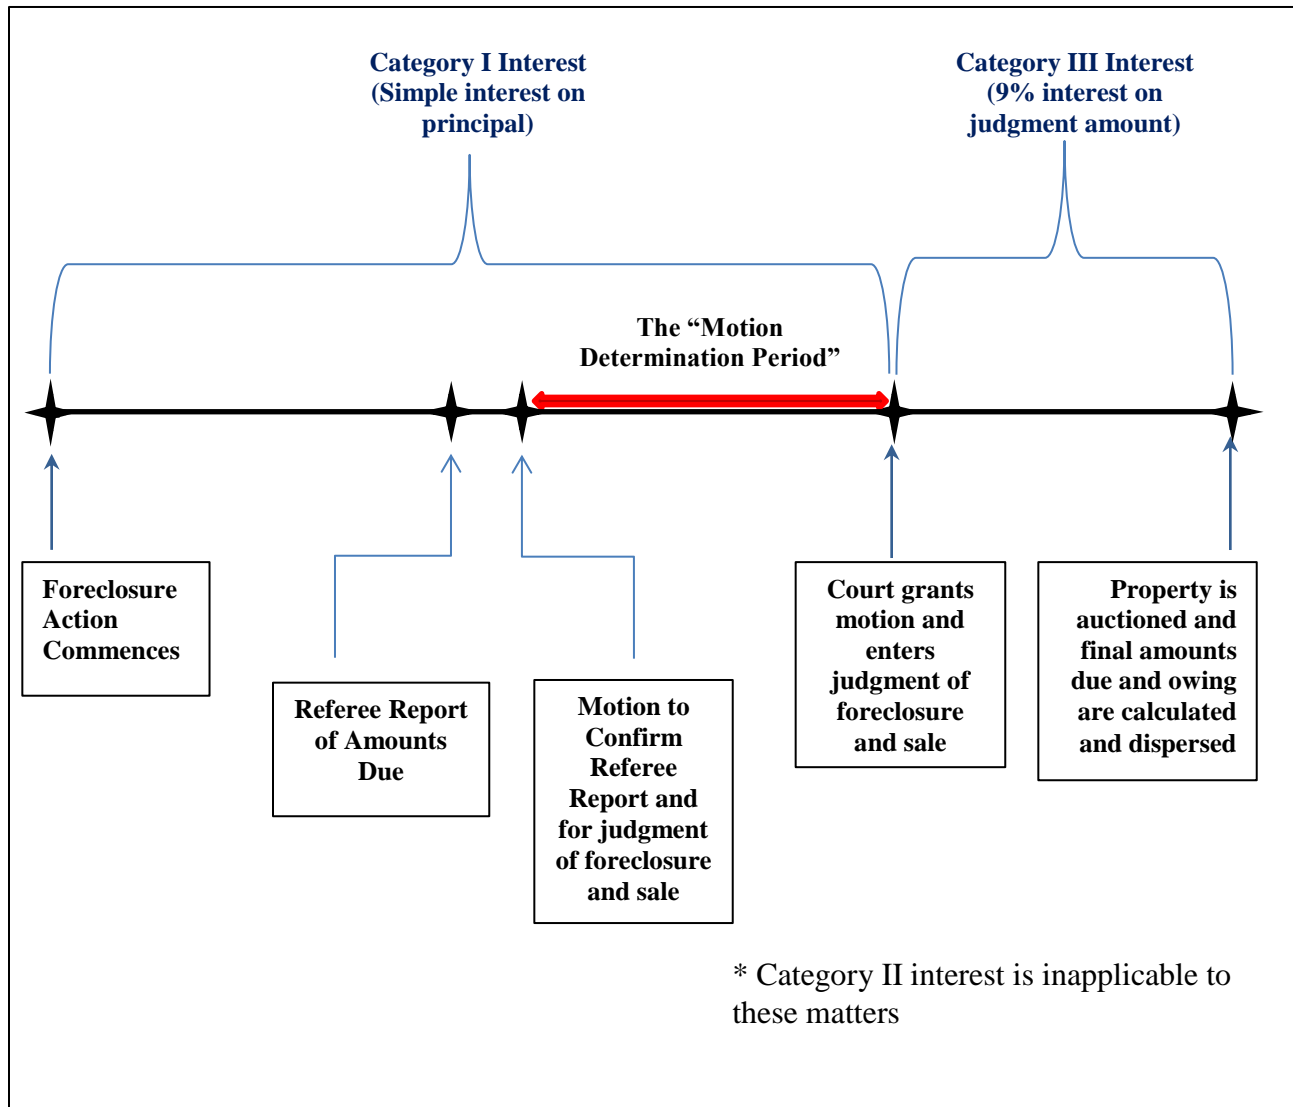 Category I Interest
(Simple interest on
principal)
Category III Interest
(9% interest on
judgment amount)
The “Motion
Determination Period”
Foreclosure
Action
Commences
Referee Report
of Amounts
Due
Motion to
Confirm
Referee
Report and
for judgment
of foreclosure
and sale
Court grants
motion and
enters
judgment of
foreclosure
and sale
Property is
auctioned and
final amounts
due and owing
are calculated
and dispersed
* Category II interest is inapplicable to
these matters